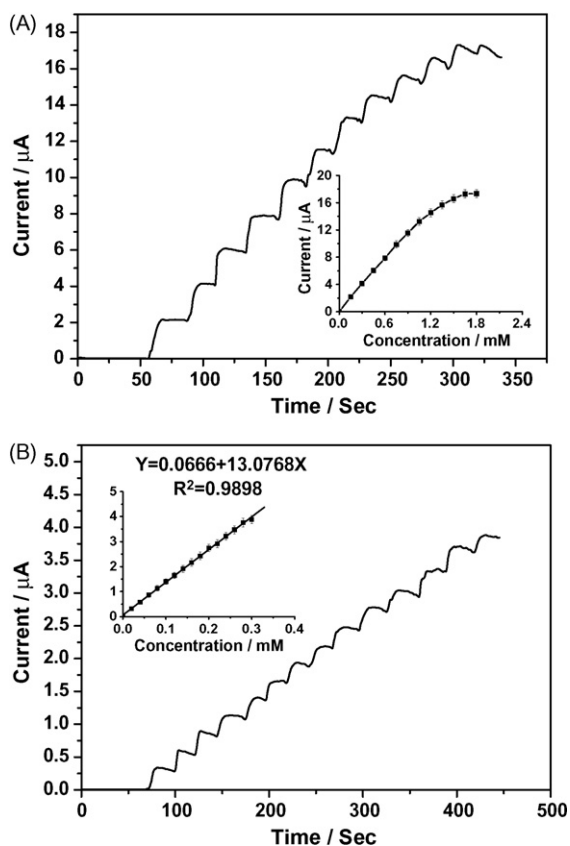 (A)
18
16
14
12
10
8
6
4
2
0
Current / μA
0 50 100 150 200 250 300 350
Time / Sec
20
16
12
8
4
0
Current / μA
0.0 0.6 1.2 1.8 2.4
Concentration / mM
(B)
5.0
4.5
4.0
3.5
3.0
2.5
2.0
1.5
1.0
0.5
0.0
Current / μA
0 100 200 300 400 500
Time / Sec
Y=0.0666+13.0768X
R²=0.9898
5
4
3
2
1
0
0.0 0.1 0.2 0.3 0.4
Concentration / mM